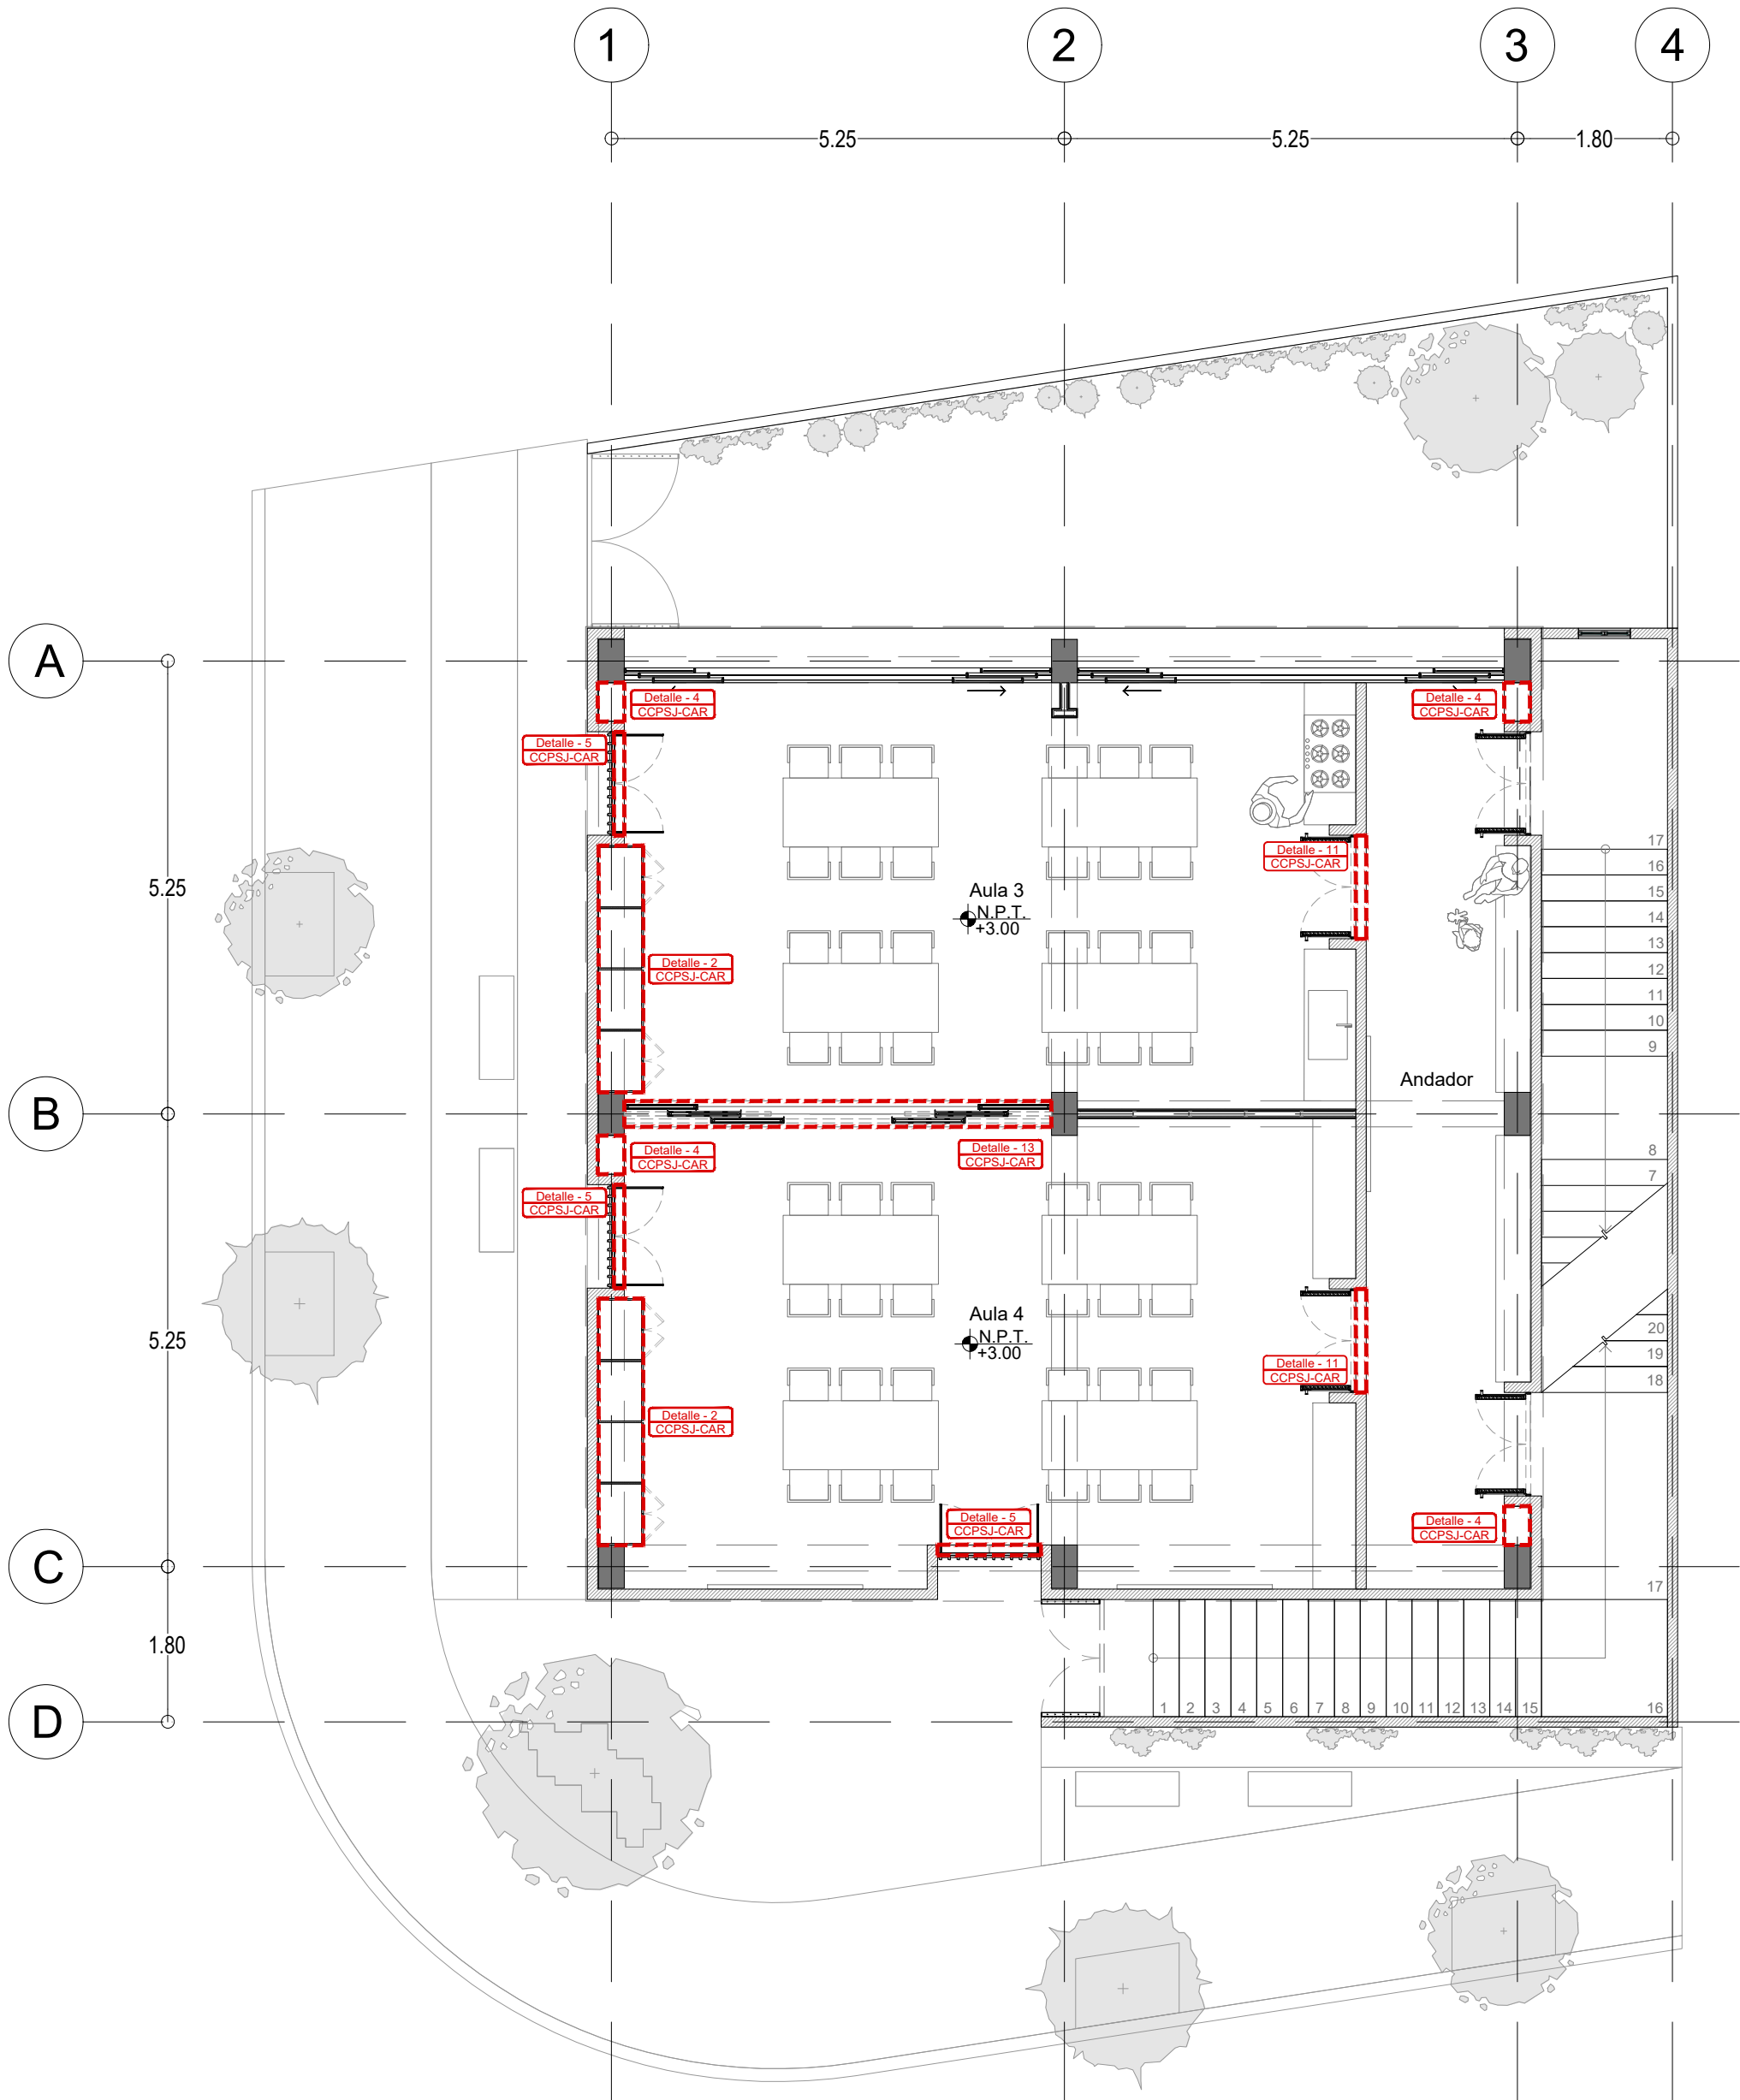 1
2
3
4
5.25
5.25
1.80
A
Detalle - 4
CCPSJ-CAR
Detalle - 4
CCPSJ-CAR
Detalle - 5
CCPSJ-CAR
Detalle - 11
CCPSJ-CAR
17
16
15
14
13
12
11
10
9
5.25
Aula 3
N.P.T.
+3.00
Detalle - 2
CCPSJ-CAR
Andador
B
Detalle - 4
CCPSJ-CAR
Detalle - 13
CCPSJ-CAR
8
7
Detalle - 5
CCPSJ-CAR
5.25
Aula 4
N.P.T.
+3.00
20
19
18
Detalle - 11
CCPSJ-CAR
Detalle - 2
CCPSJ-CAR
Detalle - 5
CCPSJ-CAR
Detalle - 4
CCPSJ-CAR
C
17
1.80
1
2
3
4
5
6
7
8
9
10
11
12
13
14
15
16
D